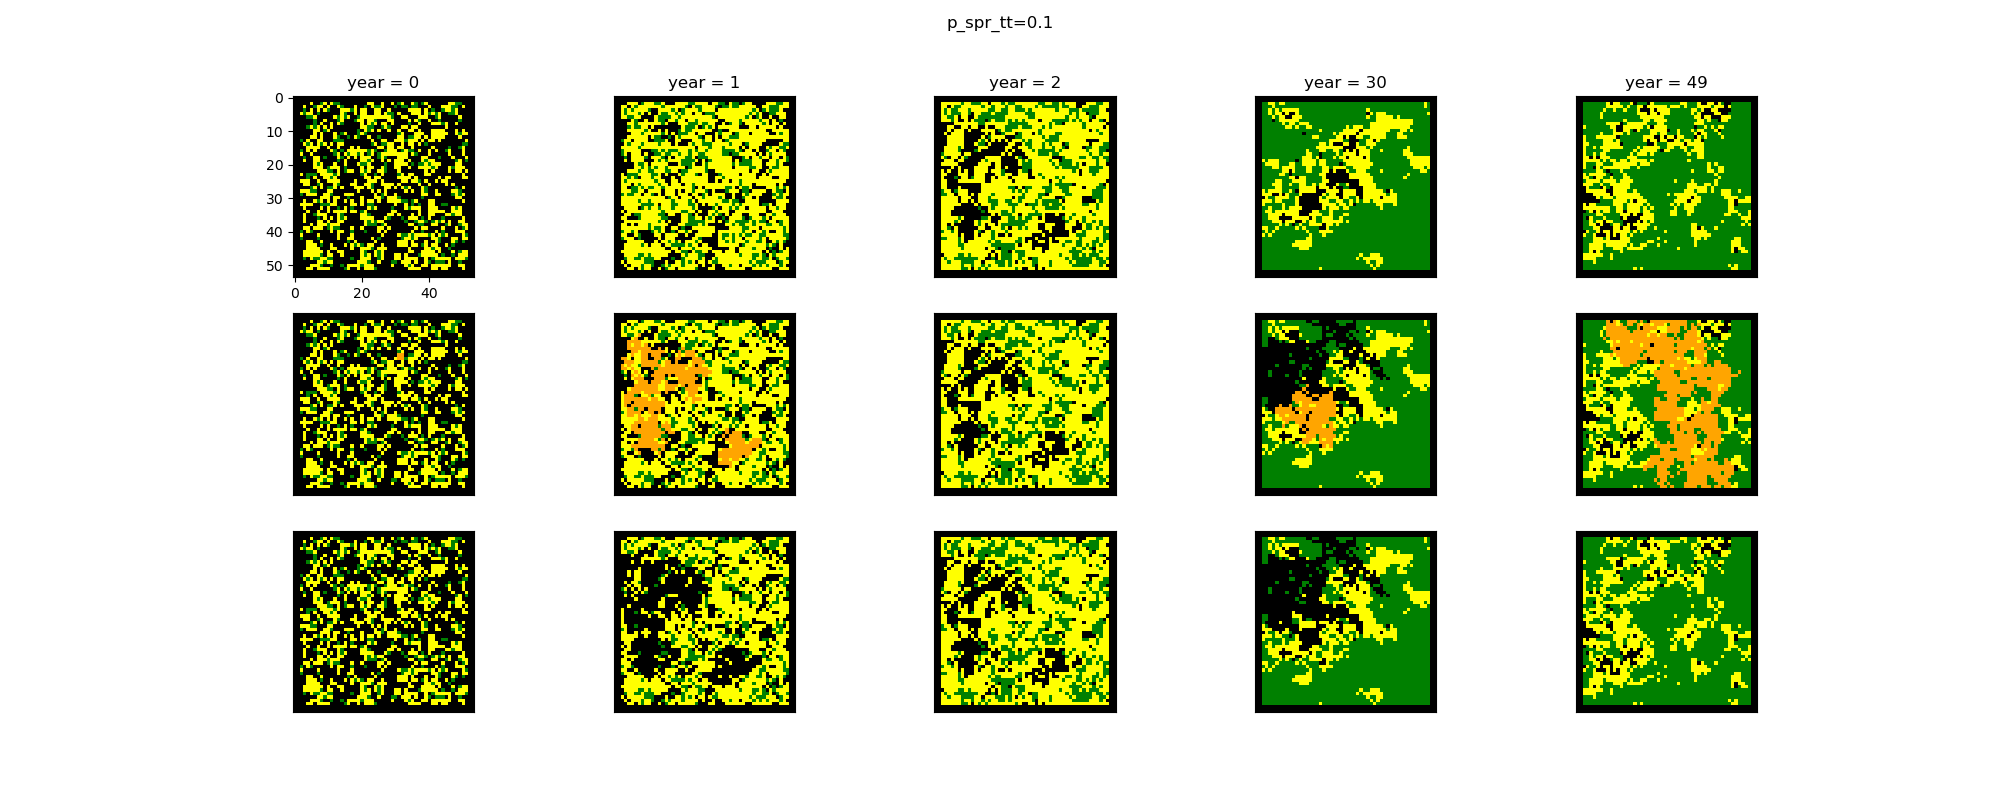 p_spr_tt=0.1
year = 0
year = 1
year = 2
year = 30
year = 49
0
10
20
30
40
50
0
20
40